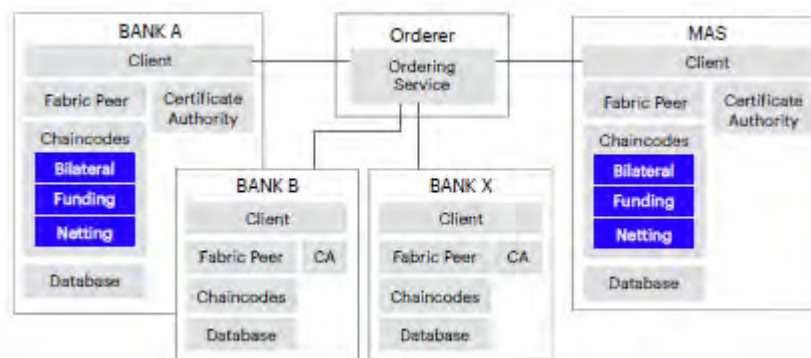 BANK A
Client
Fabric Peer
Certificate
Authority
Chaincodes
Bilateral
Funding
Netting
Database
Orderer
Ordering
Service
MAS
Client
Fabric Peer
Certificate
Authority
Chaincodes
Bilateral
Funding
Netting
Database
BANK B
Client
Fabric Peer
CA
Chaincodes
Database
BANK X
Client
Fabric Peer
CA
Chaincodes
Database